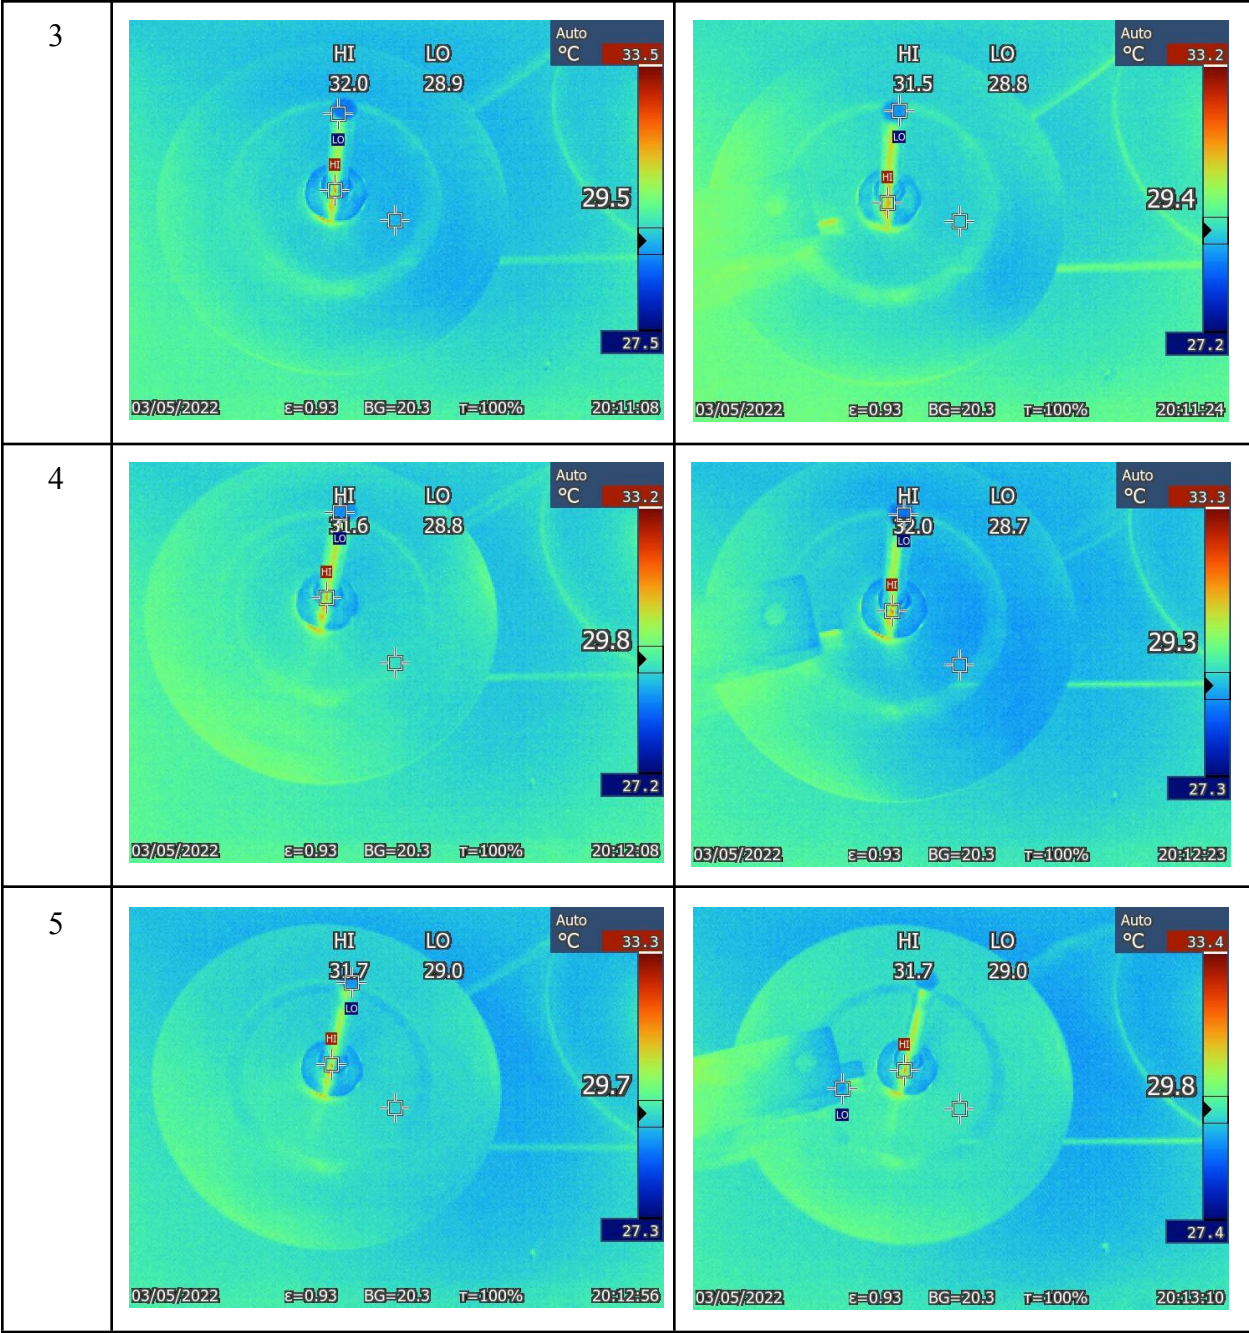 3
Auto
°C 33.5
HI LO
32.0 28.9
LO
HI
29.5
27.5
03/05/2022 ε=0.93 BG=20.3 τ=100% 20:11:08
Auto
°C 33.2
HI LO
31.5 28.8
LO
HI
29.4
27.2
03/05/2022 ε=0.93 BG=20.3 τ=100% 20:11:24
4
Auto
°C 33.2
HI LO
31.6 28.8
LO
HI
29.8
27.2
03/05/2022 ε=0.93 BG=20.3 τ=100% 20:12:08
Auto
°C 33.3
HI LO
32.0 28.7
LO
HI
29.3
27.3
03/05/2022 ε=0.93 BG=20.3 τ=100% 20:12:23
5
Auto
°C 33.3
HI LO
31.7 29.0
LO
HI
29.7
27.3
03/05/2022 ε=0.93 BG=20.3 τ=100% 20:12:56
Auto
°C 33.4
HI LO
31.7 29.0
HI
29.8
LO
27.4
03/05/2022 ε=0.93 BG=20.3 τ=100% 20:13:10